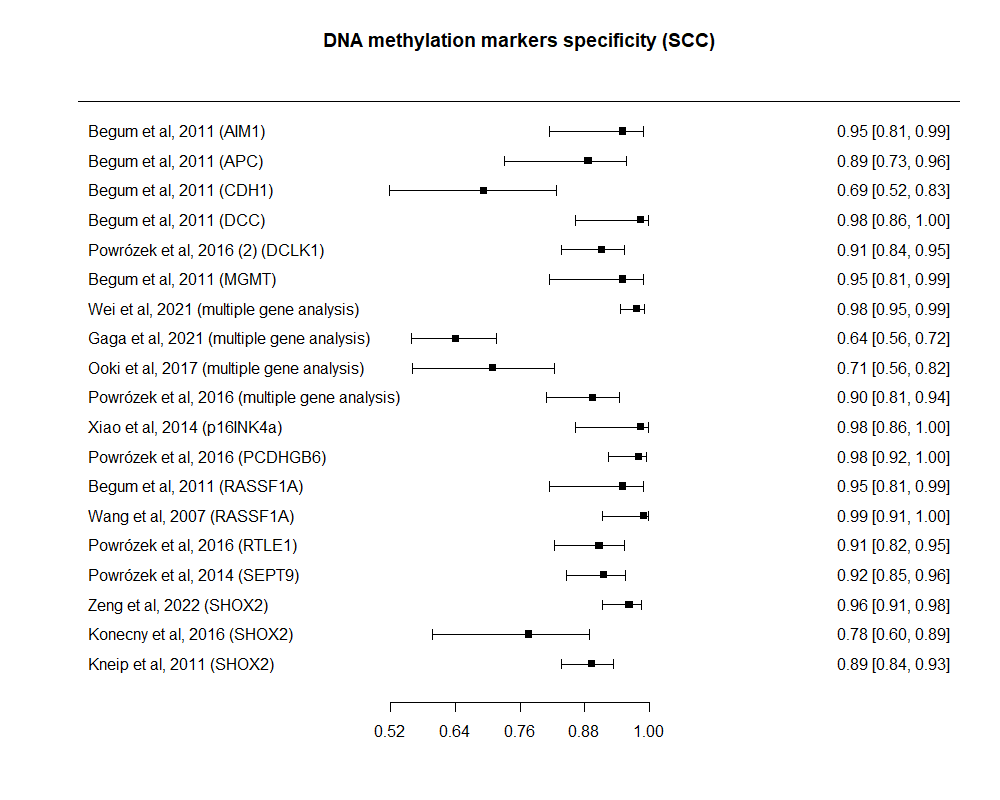 DNA methylation markers specificity (SCC)
Begum et al, 2011 (AIM1) 0.95 [0.81, 0.99]
Begum et al, 2011 (APC) 0.89 [0.73, 0.96]
Begum et al, 2011 (CDH1) 0.69 [0.52, 0.83]
Begum et al, 2011 (DCC) 0.98 [0.86, 1.00]
Powrózek et al, 2016 (2) (DCLK1) 0.91 [0.84, 0.95]
Begum et al, 2011 (MGMT) 0.95 [0.81, 0.99]
Wei et al, 2021 (multiple gene analysis) 0.98 [0.95, 0.99]
Gaga et al, 2021 (multiple gene analysis) 0.64 [0.56, 0.72]
Ooki et al, 2017 (multiple gene analysis) 0.71 [0.56, 0.82]
Powrózek et al, 2016 (multiple gene analysis) 0.90 [0.81, 0.94]
Xiao et al, 2014 (p16INK4a) 0.98 [0.86, 1.00]
Powrózek et al, 2016 (PCDHGB6) 0.98 [0.92, 1.00]
Begum et al, 2011 (RASSF1A) 0.95 [0.81, 0.99]
Wang et al, 2007 (RASSF1A) 0.99 [0.91, 1.00]
Powrózek et al, 2016 (RTLE1) 0.91 [0.82, 0.95]
Powrózek et al, 2014 (SEPT9) 0.92 [0.85, 0.96]
Zeng et al, 2022 (SHOX2) 0.96 [0.91, 0.98]
Konecny et al, 2016 (SHOX2) 0.78 [0.60, 0.89]
Kneip et al, 2011 (SHOX2) 0.89 [0.84, 0.93]
0.52 0.64 0.76 0.88 1.00